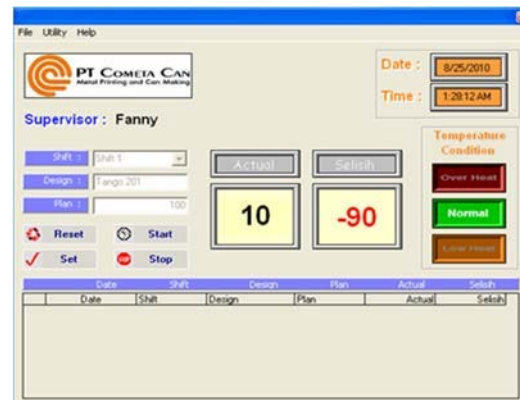 File Utility Help
PT COMETA CAN
Metal Printing and Can Making
Date : 8/25/2010
Time : 1:28:12 AM
Supervisor : Fanny
Temperature
Condition
Shift : Shift 1
Design : Tango 201
Plan : 100
Actual Selisih
10 -90
Over Heat
Normal
Low Heat
Reset Start
Set Stop
Date Shift Design Plan Actual Selisih
Date Shift Design Plan Actual Selisih